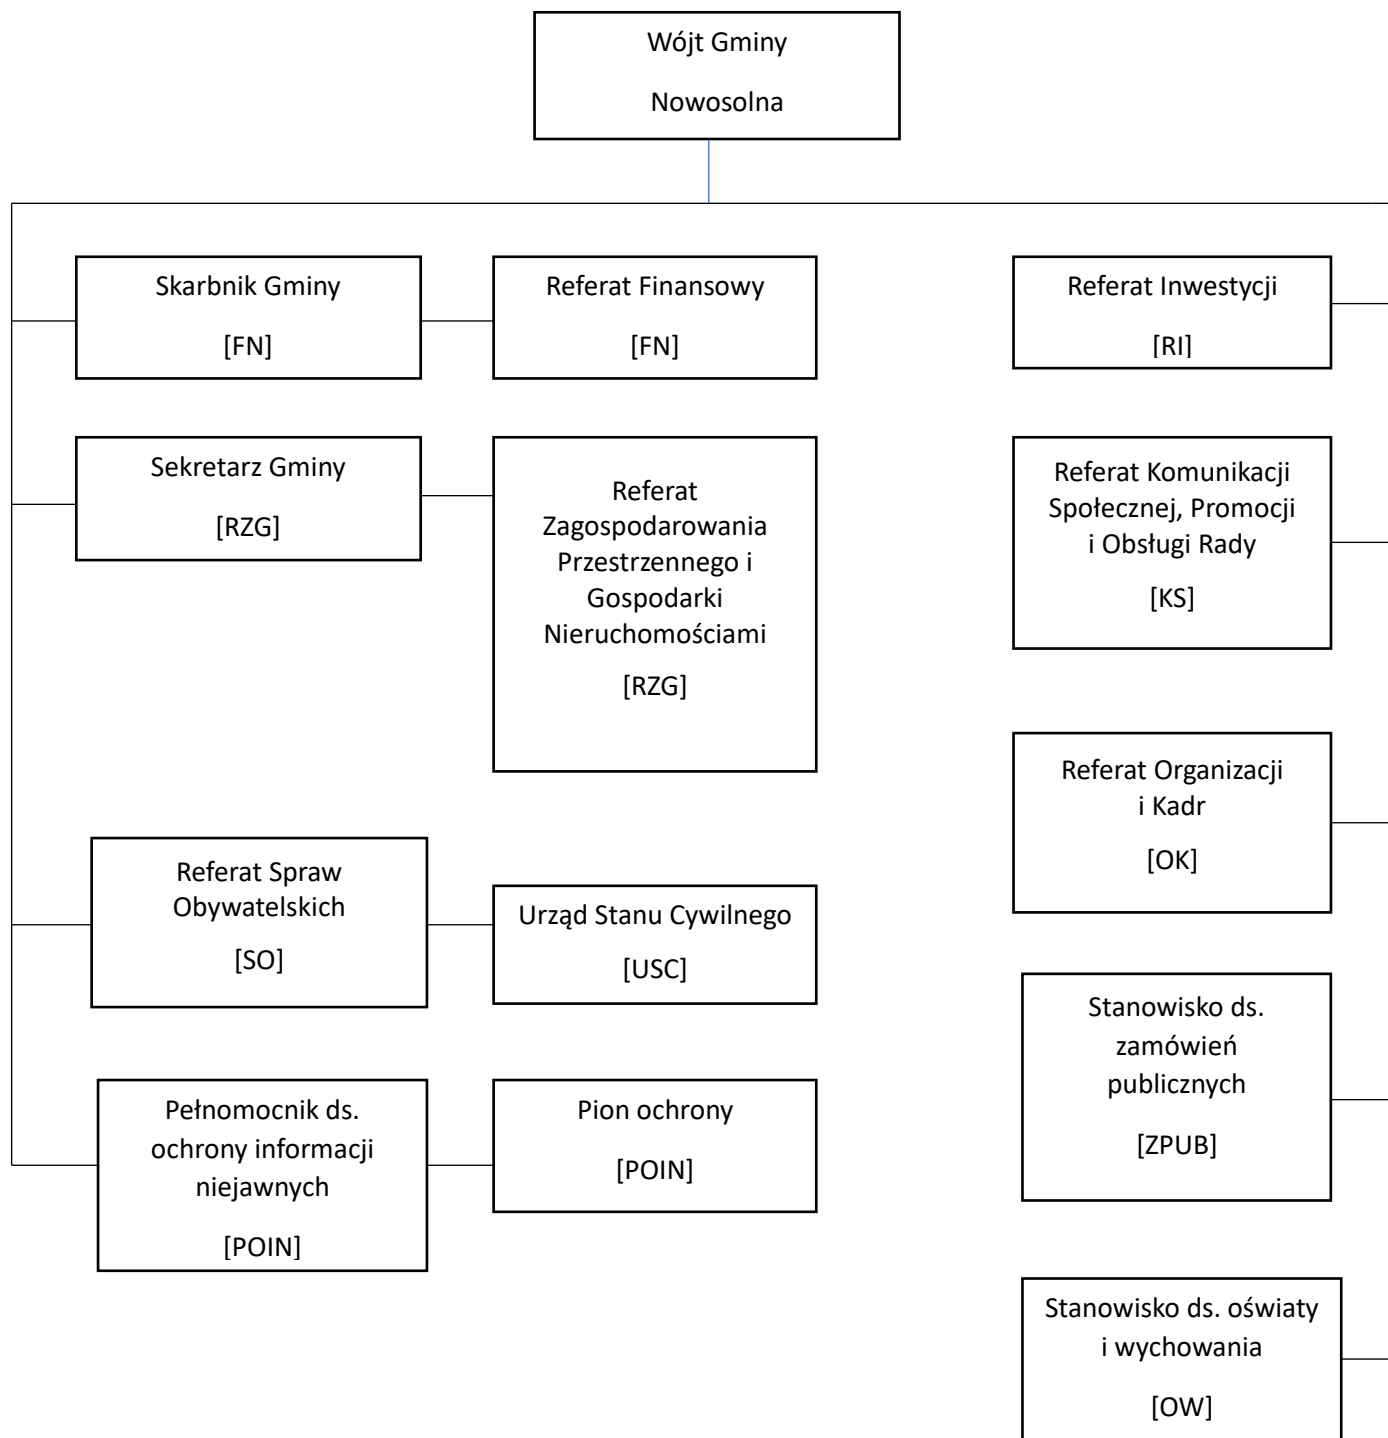 Wójt Gminy
Nowosolna
Skarbnik Gminy
[FN]
Referat Finansowy
[FN]
Referat Inwestycji
[RI]
Sekretarz Gminy
[RZG]
Referat
Zagospodarowania
Przestrzennego i
Gospodarki
Nieruchomościami
[RZG]
Referat Komunikacji
Społecznej, Promocji
i Obsługi Rady
[KS]
Referat Organizacji
i Kadr
[OK]
Referat Spraw
Obywatelskich
[SO]
Urząd Stanu Cywilnego
[USC]
Stanowisko ds.
zamówień
publicznych
[ZPUB]
Pełnomocnik ds.
ochrony informacji
niejawnych
[POIN]
Pion ochrony
[POIN]
Stanowisko ds. oświaty
i wychowania
[OW]